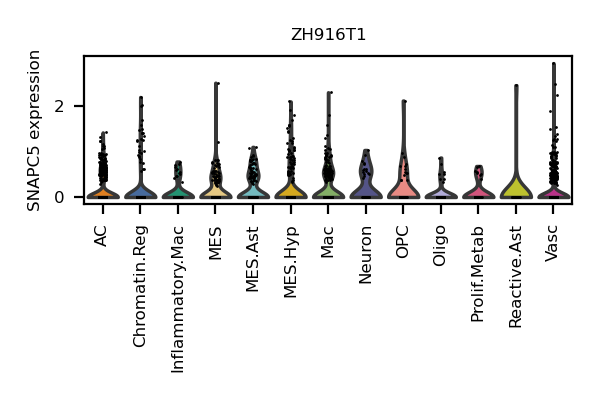 ZH916T1
SNAPC5 expression
2
0
AC
Chromatin.Reg
Inflammatory.Mac
MES
MES.Ast
MES.Hyp
Mac
Neuron
OPC
Oligo
Prolif.Metab
Reactive.Ast
Vasc